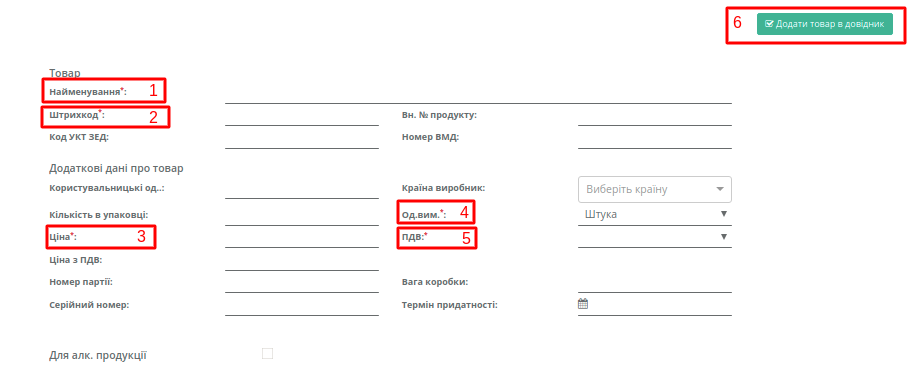 6 Додати товар в довідник
Товар
Найменування*: 1
Штрихкод*: 2 Вн. № продукту:
Код УКТ ЗЕД: Номер ВМД:
Додаткові дані про товар
Користувальницькі од..: Країна виробник: Виберіть країну
Кількість в упаковці: Од.вим.*: 4 Штука
Ціна*: 3 ПДВ:* 5
Ціна з ПДВ:
Номер партії: Вага коробки:
Серійний номер: Термін придатності:
Для алк. продукції